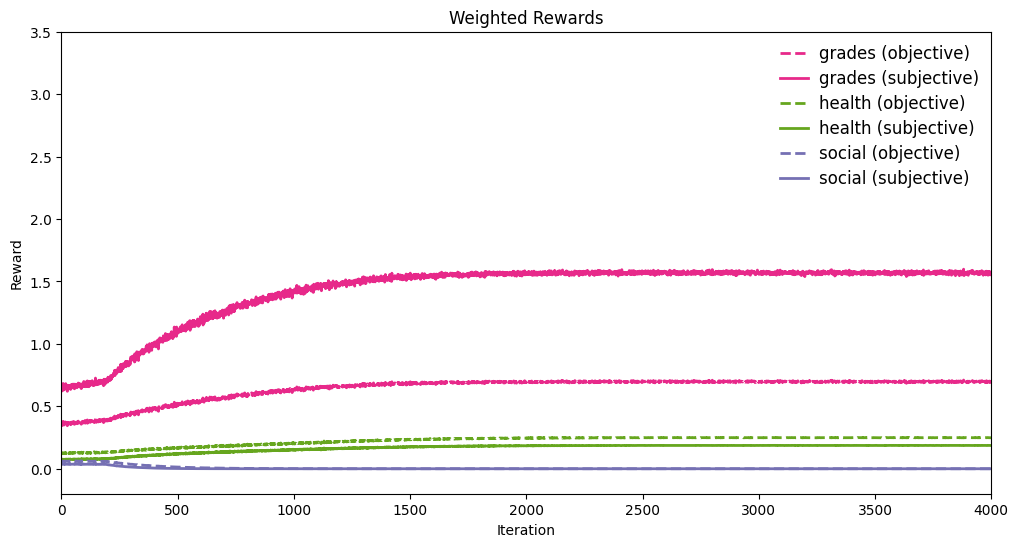 Weighted Rewards
3.5
3.0
2.5
2.0
1.5
1.0
0.5
0.0
Reward
grades (objective)
grades (subjective)
health (objective)
health (subjective)
social (objective)
social (subjective)
0 500 1000 1500 2000 2500 3000 3500 4000
Iteration